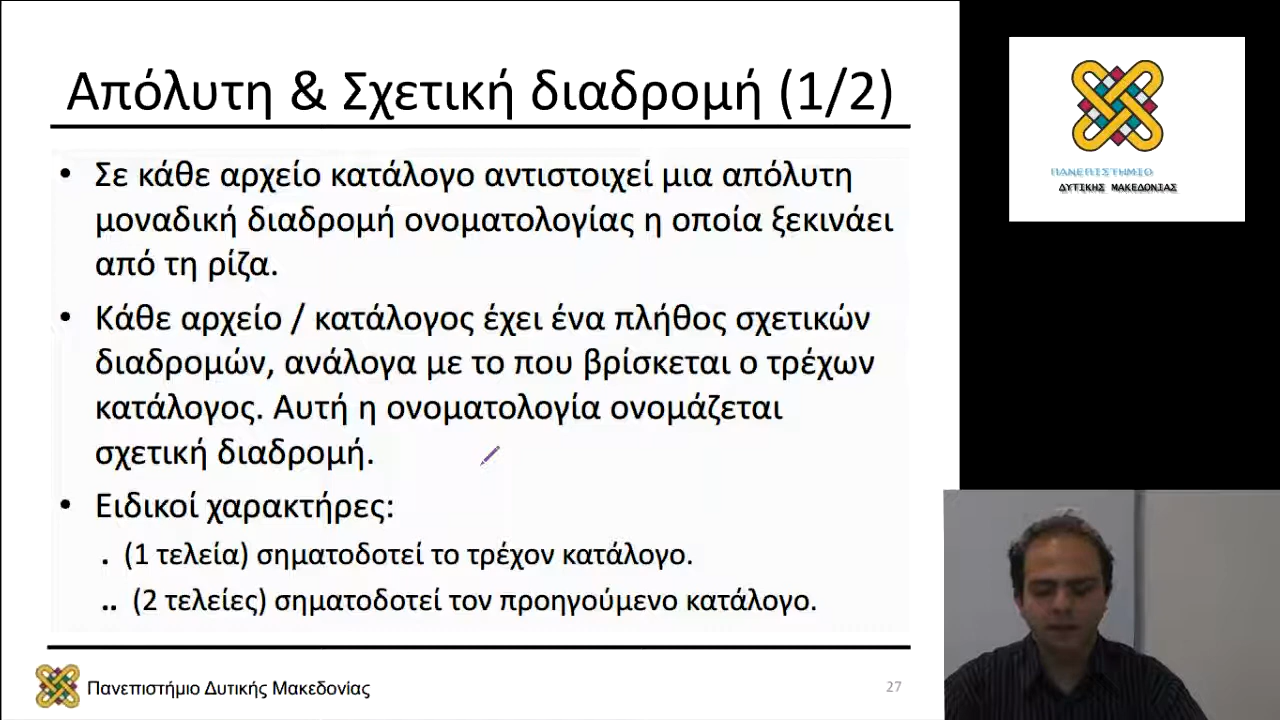 Απόλυτη & Σχετική διαδρομή (1/2)
• Σε κάθε αρχείο κατάλογο αντιστοιχεί μια απόλυτη
μοναδική διαδρομή ονοματολογίας η οποία ξεκινάει
από τη ρίζα.
• Κάθε αρχείο / κατάλογος έχει ένα πλήθος σχετικών
διαδρομών, ανάλογα με το που βρίσκεται ο τρέχων
κατάλογος. Αυτή η ονοματολογία ονομάζεται
σχετική διαδρομή.
• Ειδικοί χαρακτήρες:
. (1 τελεία) σηματοδοτεί το τρέχον κατάλογο.
.. (2 τελείες) σηματοδοτεί τον προηγούμενο κατάλογο.
Πανεπιστήμιο Δυτικής Μακεδονίας
27
ΠΑΝΕΠΙΣΤΗΜΙΟ
ΔΥΤΙΚΗΣ ΜΑΚΕΔΟΝΙΑΣ